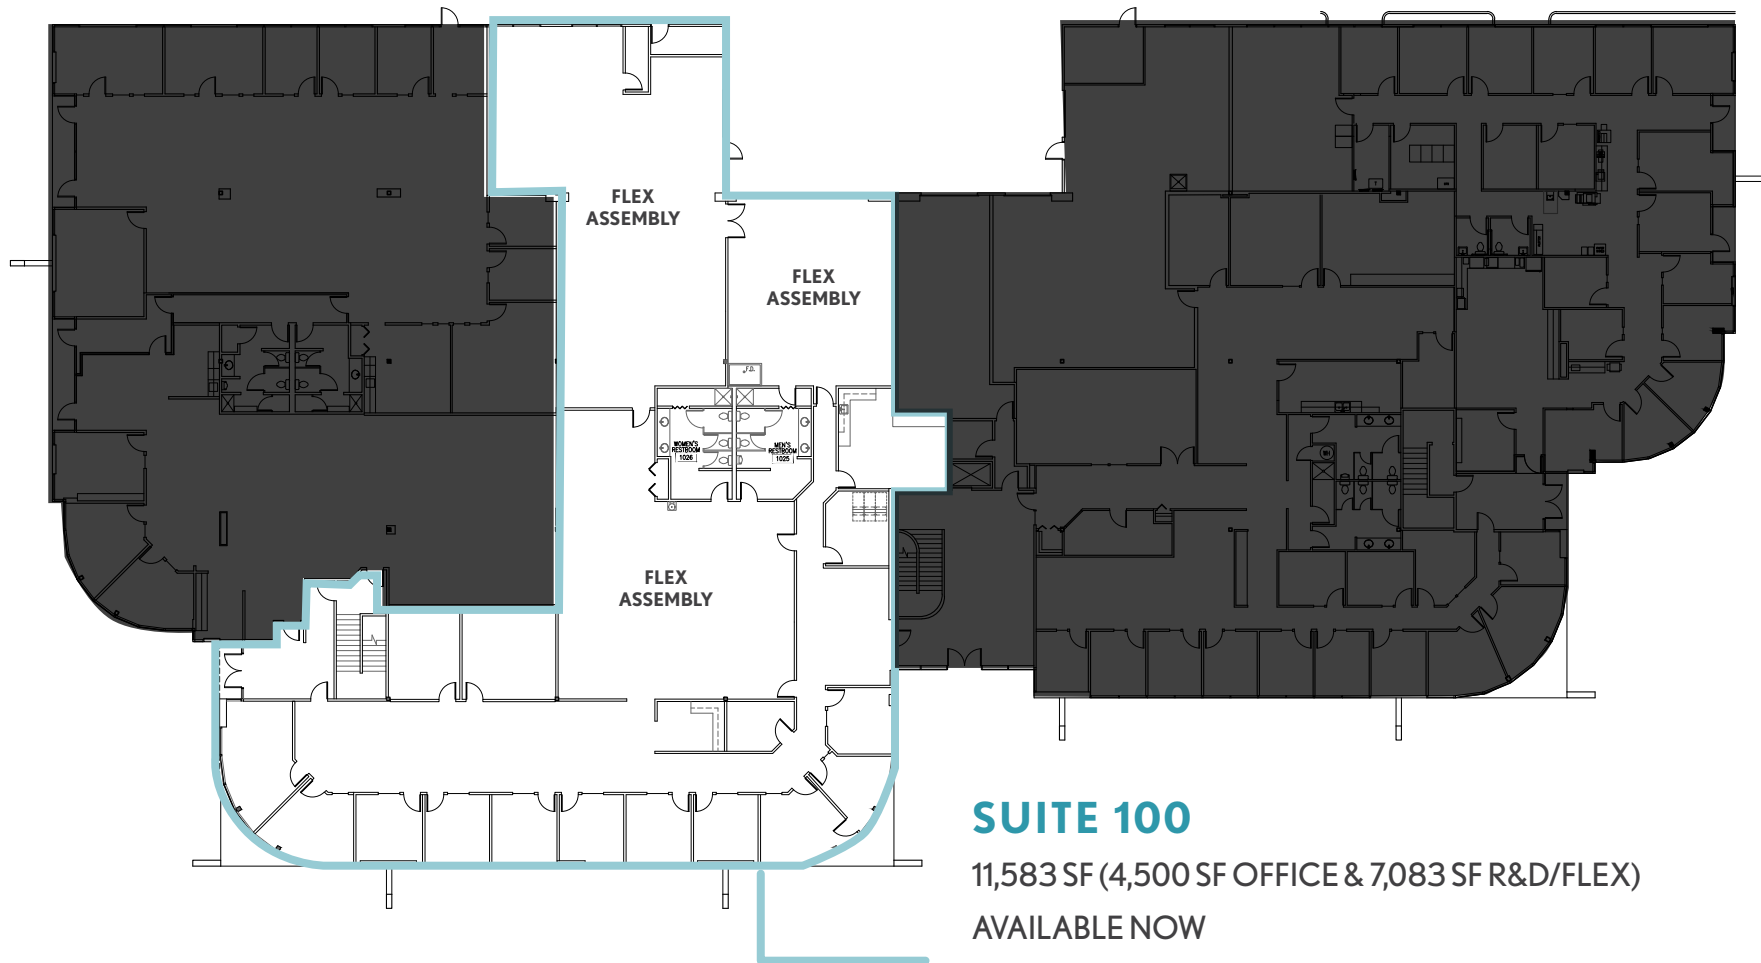 FLEX
ASSEMBLY
FLEX
ASSEMBLY
F.D.
WOMEN'S
RESTROOM
1026
MEN'S
RESTROOM
1025
FLEX
ASSEMBLY
SUITE 100
11,583 SF (4,500 SF OFFICE & 7,083 SF R&D/FLEX)
AVAILABLE NOW